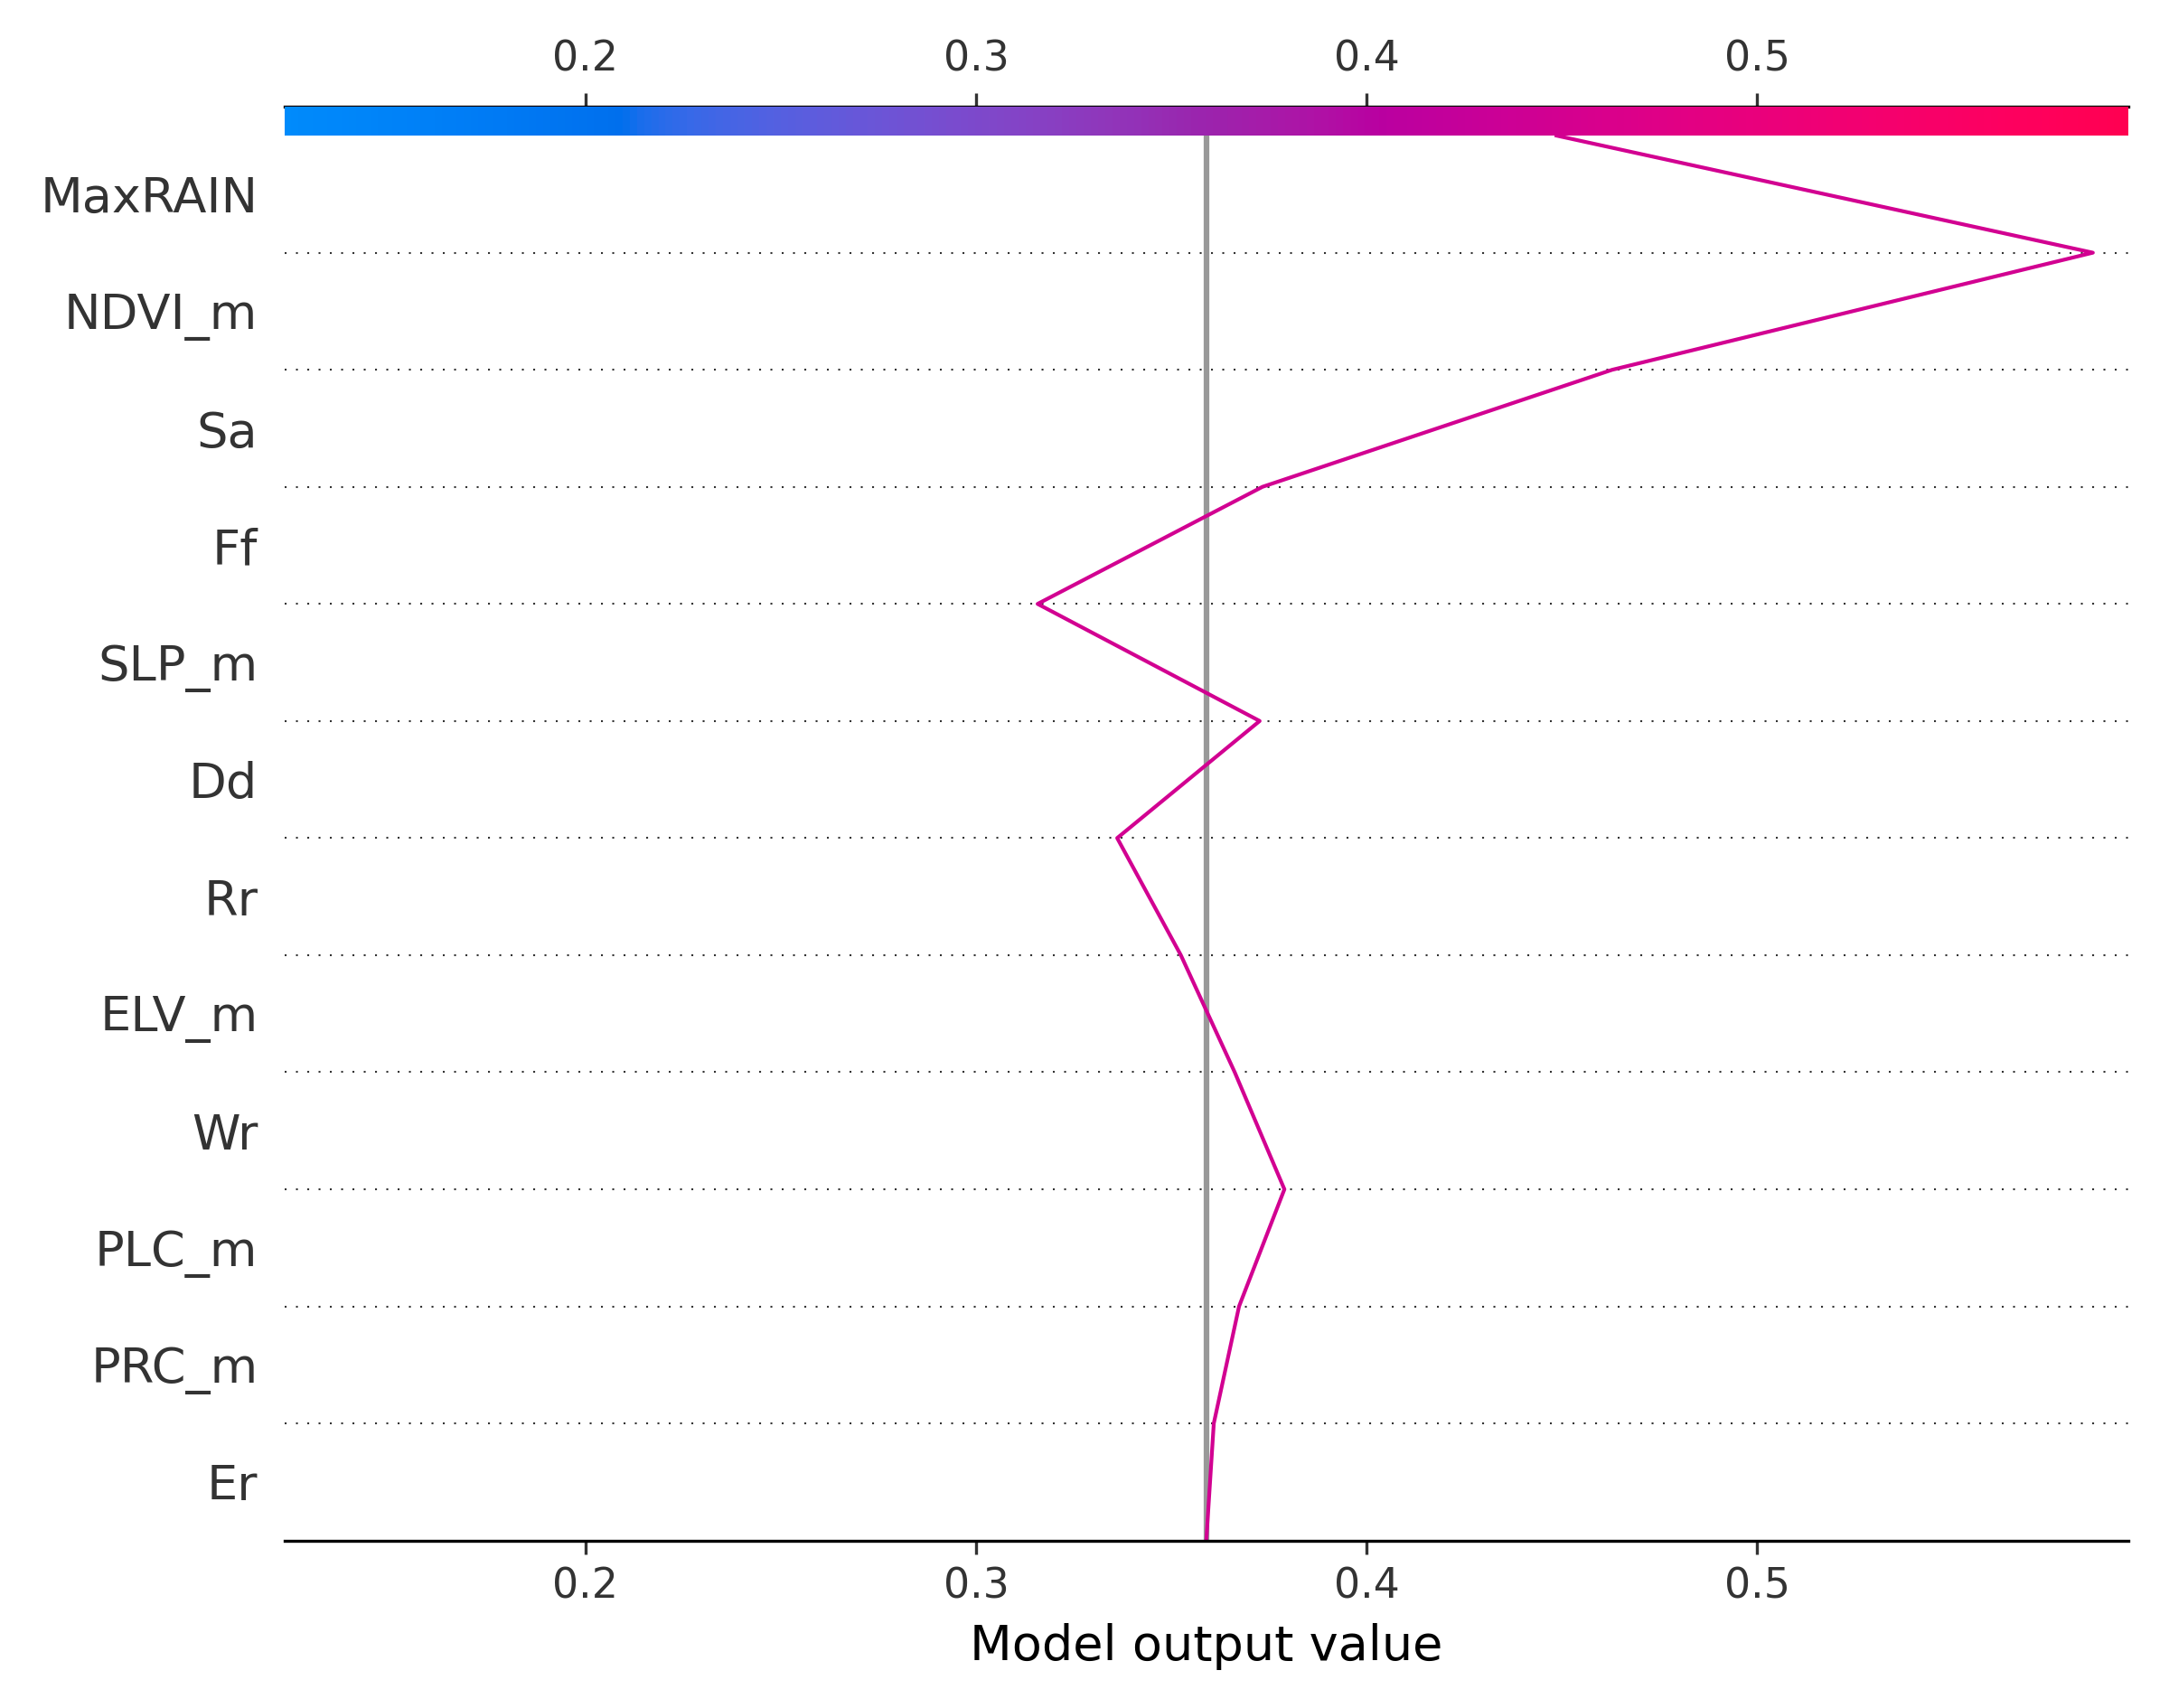 0.2 0.3 0.4 0.5
MaxRAIN
NDVI_m
Sa
Ff
SLP_m
Dd
Rr
ELV_m
Wr
PLC_m
PRC_m
Er
0.2 0.3 0.4 0.5
Model output value